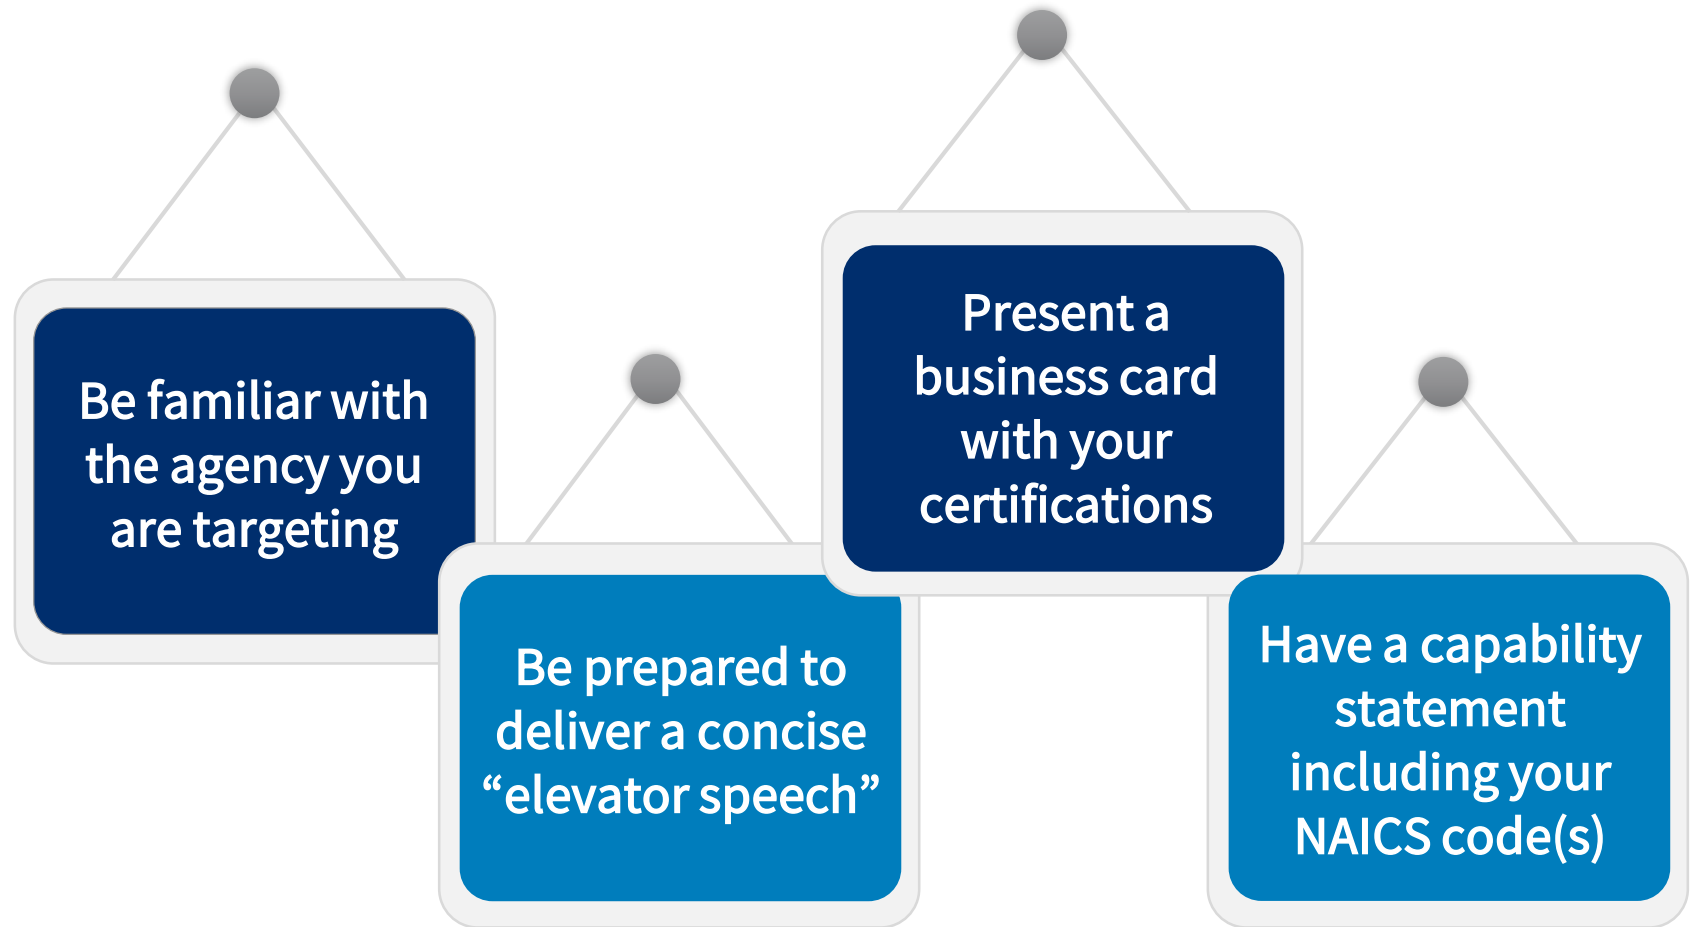 Be familiar with
the agency you
are targeting
Be prepared to
deliver a concise
“elevator speech”
Present a
business card
with your
certifications
Have a capability
statement
including your
NAICS code(s)